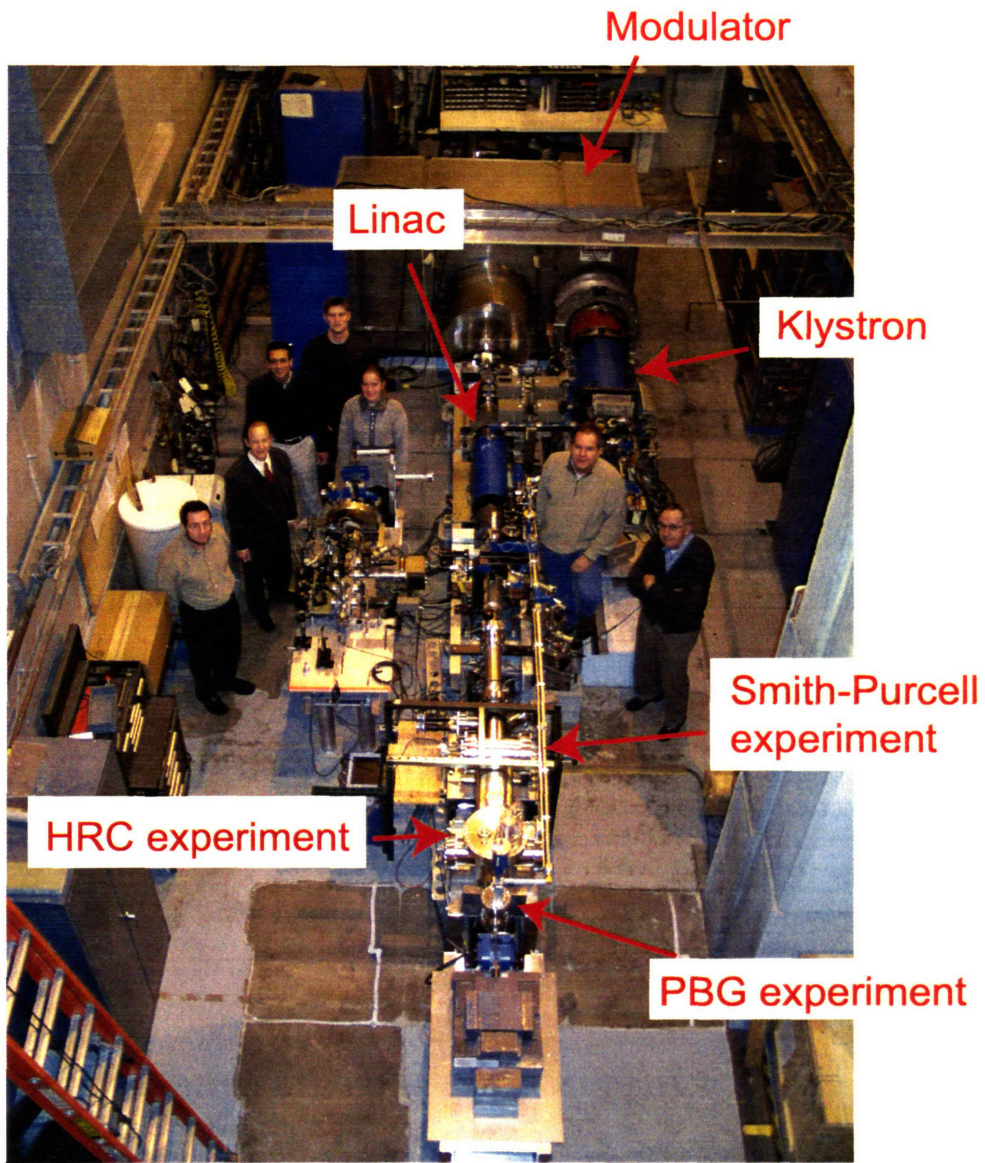 Modulator
Linac
Klystron
Smith-Purcell
experiment
HRC experiment
PBG experiment